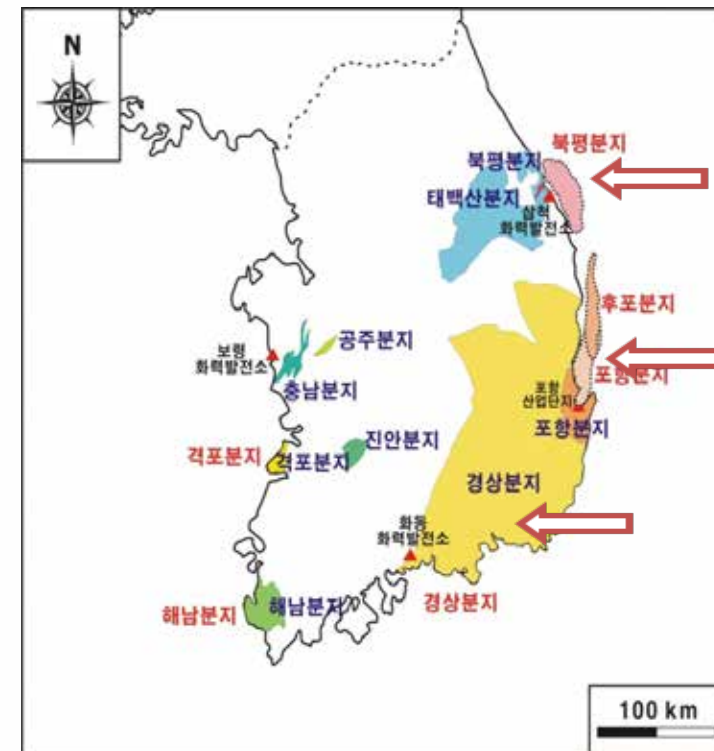 N
북평분지
북평분지
태백산분지
삼척
화력발전소
후포분지
공주분지
보령
화력발전소
충남분지
포항분지
포항
산업단지
포항분지
진안분지
격포분지
격포분지
경상분지
화동
화력발전소
해남분지
해남분지
경상분지
100 km